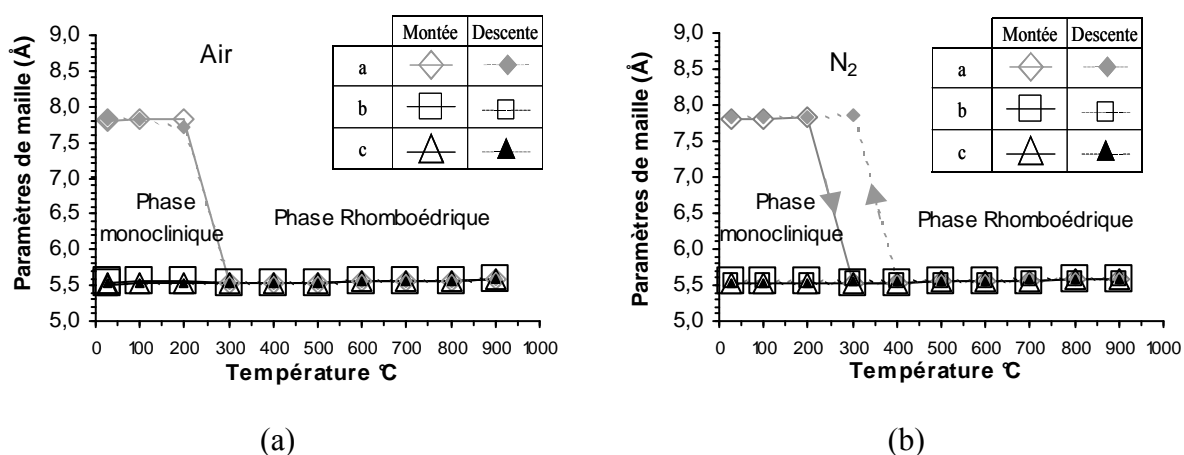 Air
Montée Descente
a
b
c
Paramètres de maille (Å)
9,0
8,5
8,0
7,5
7,0
6,5
6,0
5,5
5,0
Phase
monoclinique
Phase Rhomboédrique
0 100 200 300 400 500 600 700 800 900 1000
Température °C
(a)
N2
Montée Descente
a
b
c
Paramètres de maille (Å)
9,0
8,5
8,0
7,5
7,0
6,5
6,0
5,5
5,0
Phase
monoclinique
Phase Rhomboédrique
0 100 200 300 400 500 600 700 800 900 1000
Température °C
(b)